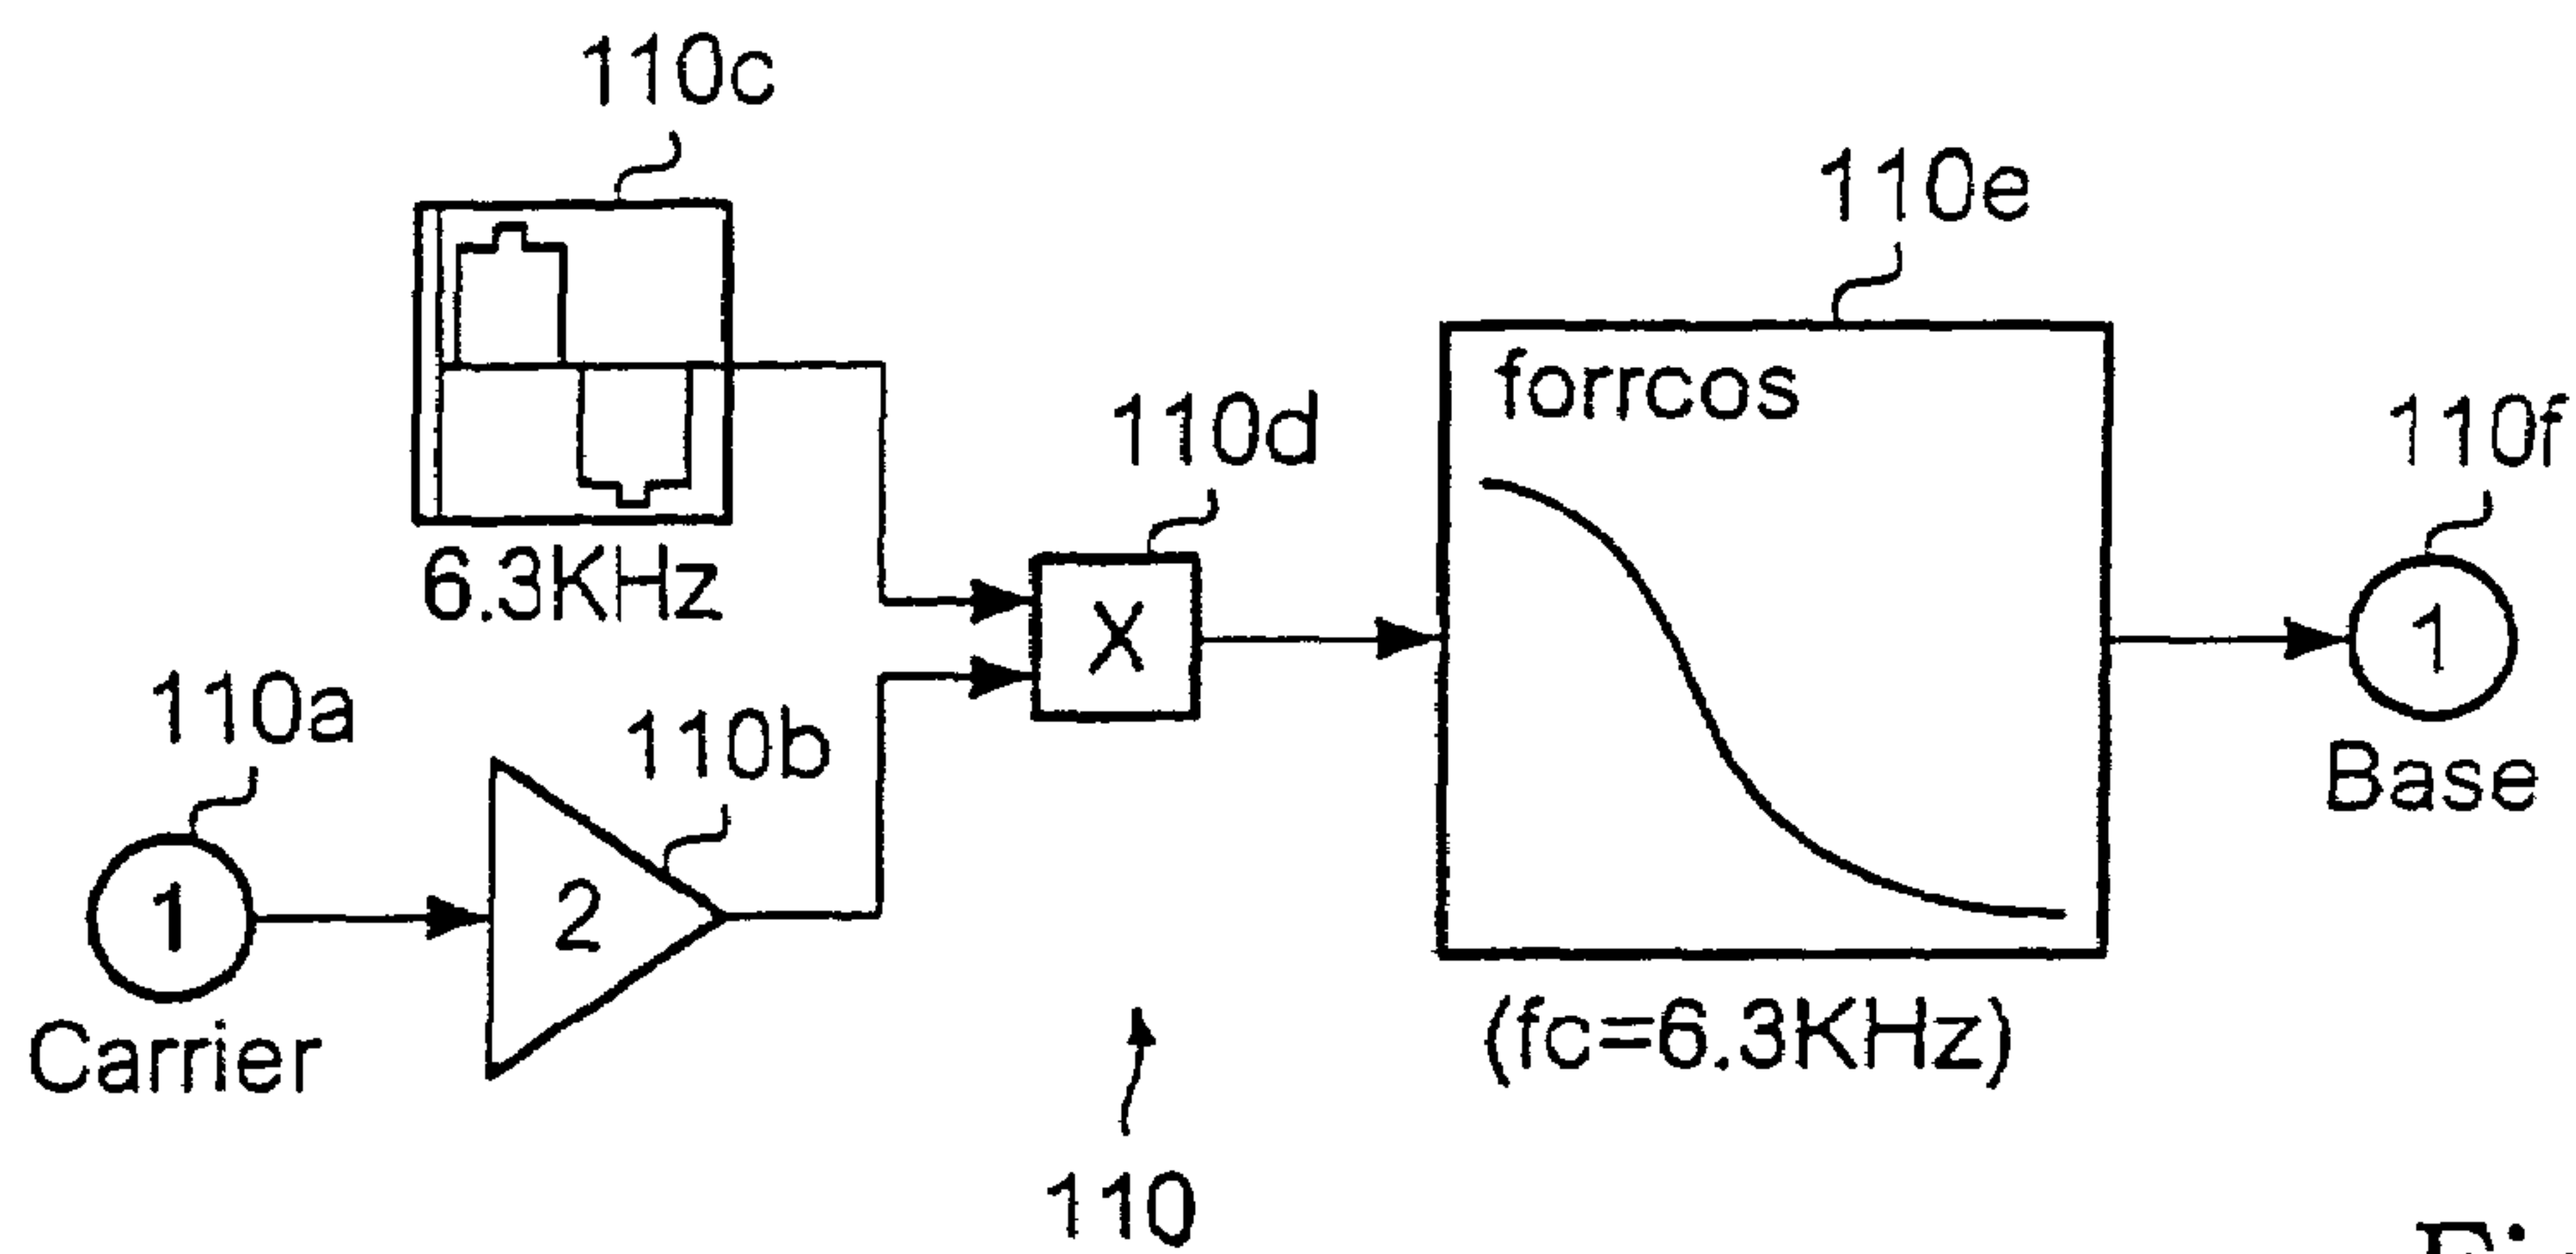 110c
110e
forrcos
110f
110d
6.3KHz
X
1
Base
110a
110b
1
2
Carrier
(fc=6.3KHz)
110